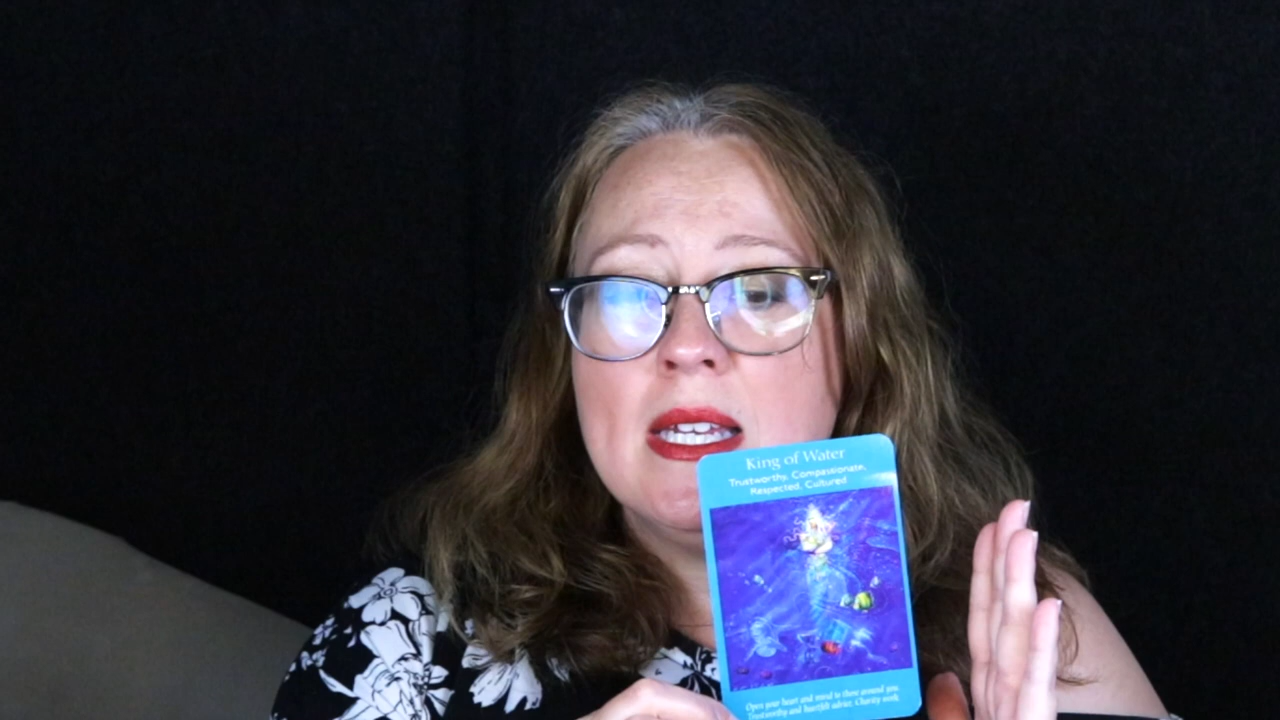 King of Water
Trustworthy, Compassionate,
Respected, Cultured
Open your heart and mind to those around you.
Trustworthy and heartfelt advice. Charity work